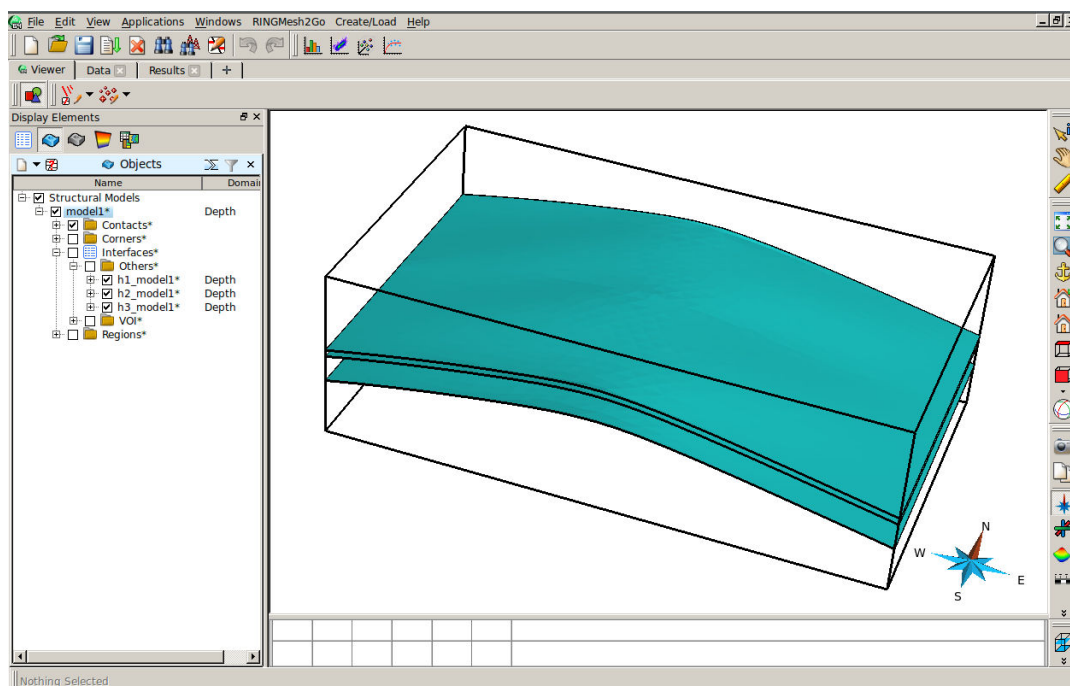 File Edit View Applications Windows RINGMesh2Go Create/Load Help
Viewer Data Results +
Display Elements
Objects
Name Domai
Structural Models
model1* Depth
Contacts*
Corners*
Interfaces*
Others*
h1_model1* Depth
h2_model1* Depth
h3_model1* Depth
VOI*
Regions*
N
W
E
S
Nothing Selected